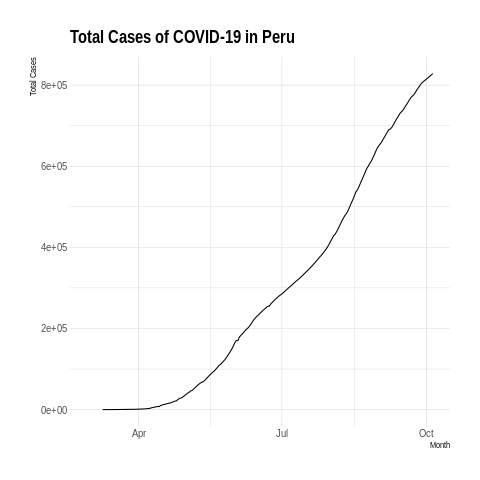 Total Cases of COVID-19 in Peru
Total Cases
8e+05
6e+05
4e+05
2e+05
0e+00
Apr
Jul
Oct
Month